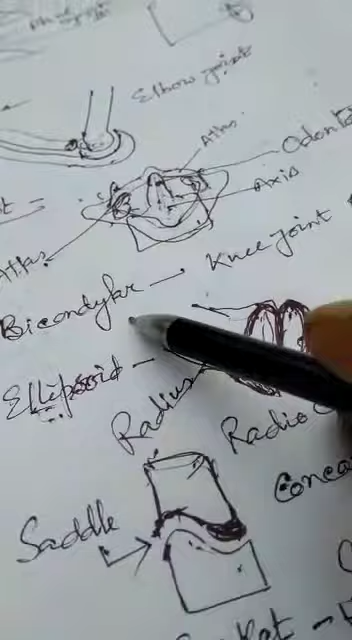 Elbow joint
Atlas
Odonto
Axis
Atlas
Bicondylar — Knee joint
Ellipsoid —
Radius
Radio C
Concav
Saddle